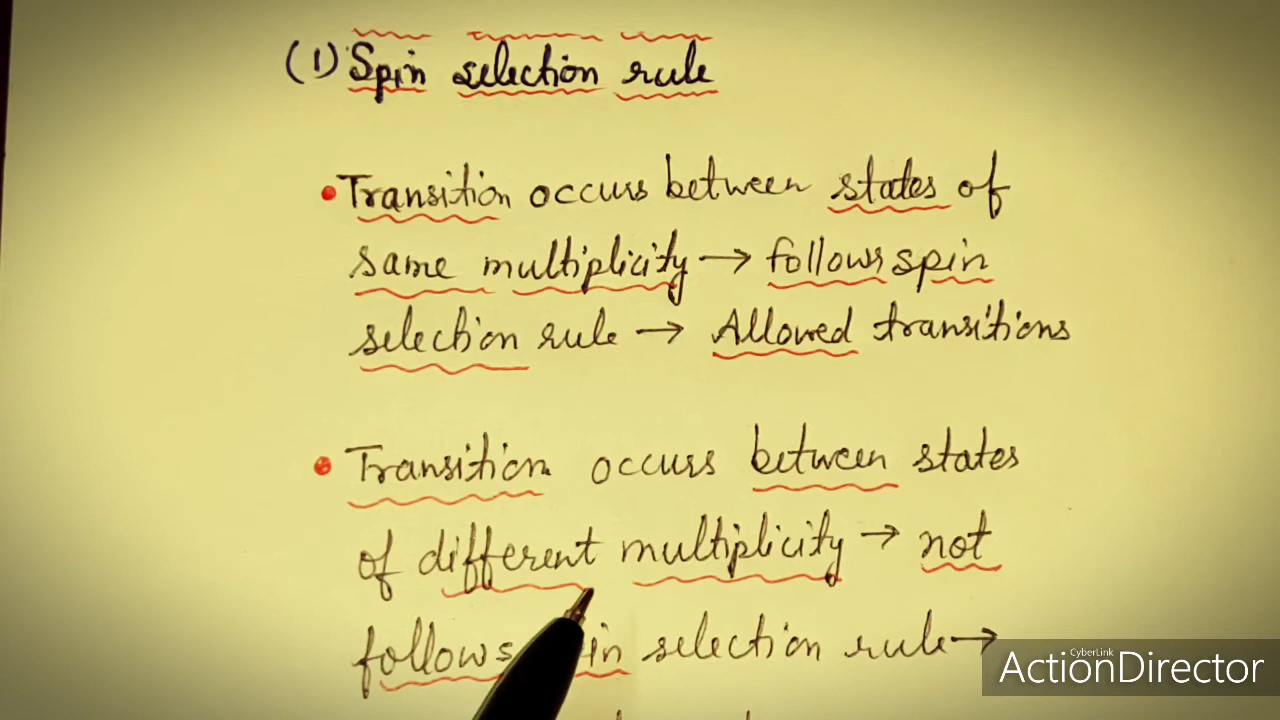 (1) Spin selection rule
• Transition occurs between states of
same multiplicity → follows spin
selection rule → Allowed transitions
• Transition occurs between states
of different multiplicity → not
follows selection rule →
CyberLink
ActionDirector